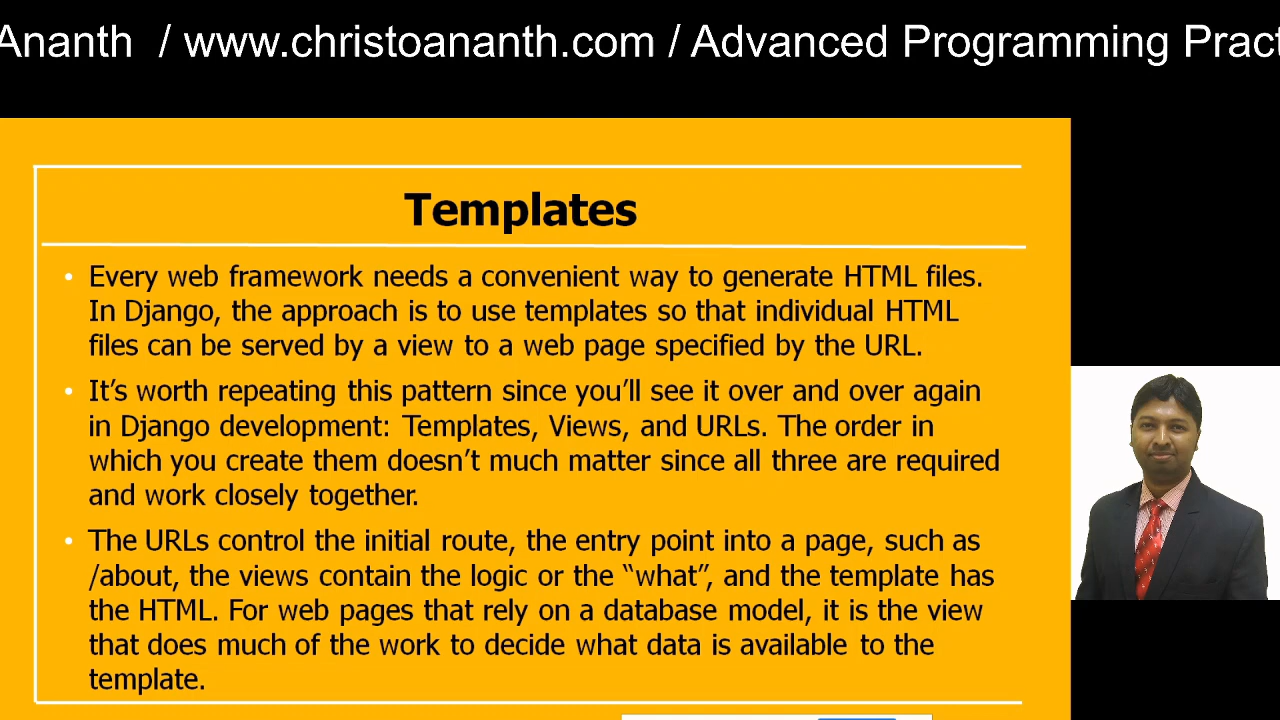 Ananth / www.christoananth.com / Advanced Programming Pract
Templates
• Every web framework needs a convenient way to generate HTML files.
In Django, the approach is to use templates so that individual HTML
files can be served by a view to a web page specified by the URL.
• It’s worth repeating this pattern since you’ll see it over and over again
in Django development: Templates, Views, and URLs. The order in
which you create them doesn’t much matter since all three are required
and work closely together.
• The URLs control the initial route, the entry point into a page, such as
/about, the views contain the logic or the “what”, and the template has
the HTML. For web pages that rely on a database model, it is the view
that does much of the work to decide what data is available to the
template.